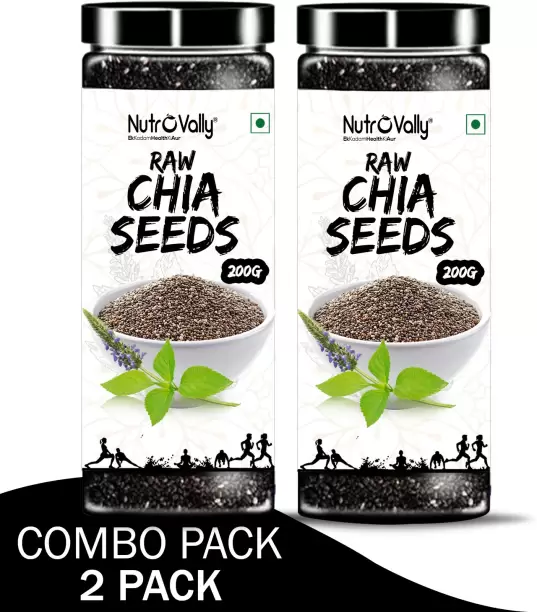 NutrOVally®
EkKadamHealthKiAur
RAW
CHIA
SEEDS
200G
NutrOVally®
EkKadamHealthKiAur
RAW
CHIA
SEEDS
200G
COMBO PACK
2 PACK